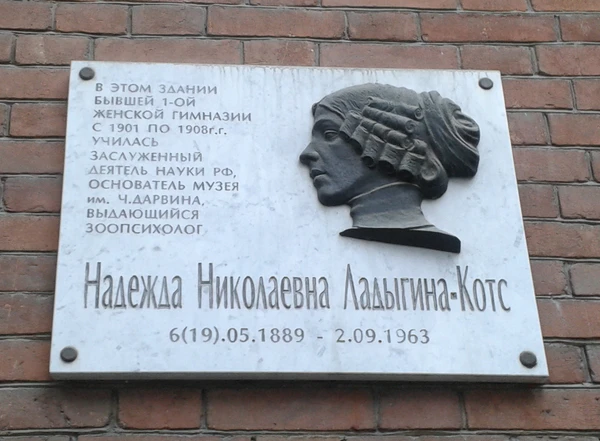 В ЭТОМ ЗДАНИИ
БЫВШЕЙ 1-ОЙ
ЖЕНСКОЙ ГИМНАЗИИ
С 1901 ПО 1908г.г.
УЧИЛАСЬ
ЗАСЛУЖЕННЫЙ
ДЕЯТЕЛЬ НАУКИ РФ,
ОСНОВАТЕЛЬ МУЗЕЯ
им. Ч.ДАРВИНА,
ВЫДАЮЩИЙСЯ
ЗООПСИХОЛОГ
Надежда Николаевна Ладыгина-Котс
6(19).05.1889 - 2.09.1963